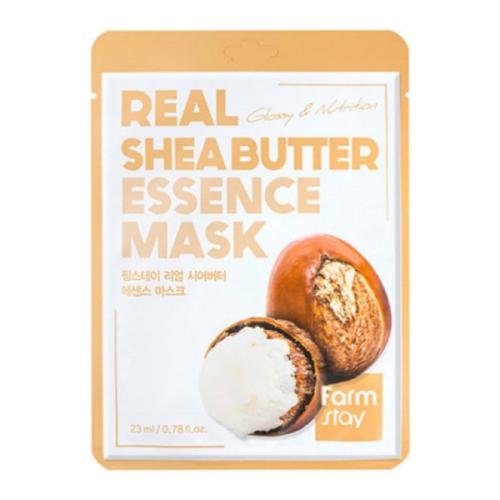 REAL
Glossy & Nutrition
SHEA BUTTER
ESSENCE
MASK
팜스테이 리얼 시어버터
에센스 마스크
23 ml / 0,78 fl. oz.
Farm
stay